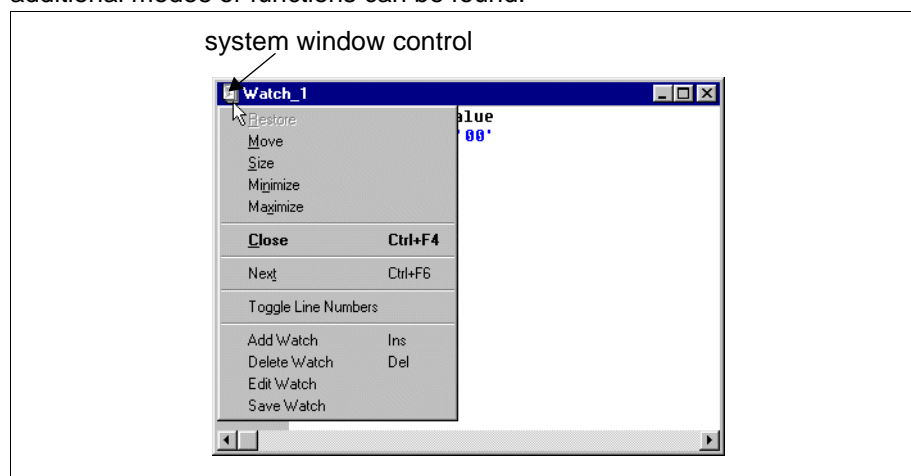 additional modes or functions can be found.
system window control
Watch_1
Restore alue
Move '00'
Size
Minimize
Maximize
Close Ctrl+F4
Next Ctrl+F6
Toggle Line Numbers
Add Watch Ins
Delete Watch Del
Edit Watch
Save Watch